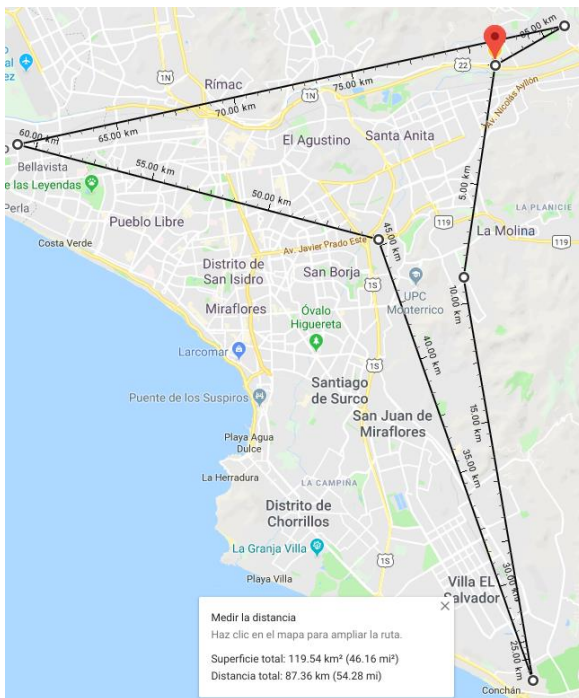 85.00 km
22
1N
Rímac
75.00 km
1N
70.00 km
Av. Nicolás Ayllón
60.00 km
65.00 km
El Agustino
Santa Anita
Bellavista
55.00 km
5.00 km
de las Leyendas
50.00 km
LA PLANICIE
Perla
Pueblo Libre
45.00 km
119
119
La Molina
Costa Verde
Av. Javier Prado Este
Distrito de
San Isidro
San Borja
1S
UPC
Monterrico
10.00 km
Miraflores
Óvalo
Higuereta
40.00 km
Larcomar
1S
Santiago
de Surco
Puente de los Suspiros
San Juan de
Miraflores
15.00 km
Playa Agua
Dulce
35.00 km
La Herradura
LA CAMPIÑA
Distrito de
Chorrillos
La Granja Villa
1S
Playa Villa
30.00 km
Villa EL
Salvador
Medir la distancia
Haz clic en el mapa para ampliar la ruta.
Superficie total: 119.54 km² (46.16 mi²)
Distancia total: 87.36 km (54.28 mi)
25.00 km
Conchán